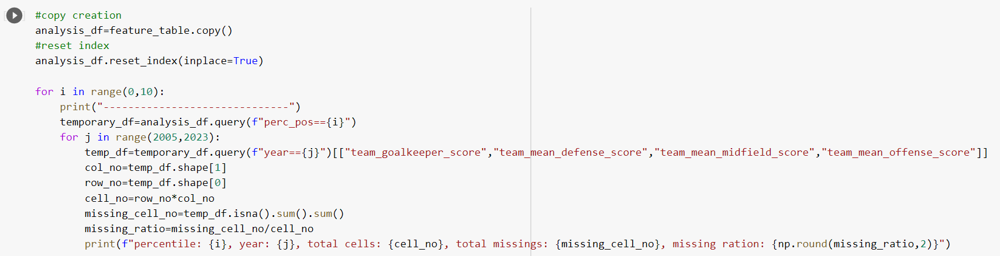 #copy creation
analysis_df=feature_table.copy()
#reset index
analysis_df.reset_index(inplace=True)

for i in range(0,10):
    print("------------------------------")
    temporary_df=analysis_df.query(f"perc_pos=={i}")
    for j in range(2005,2023):
        temp_df=temporary_df.query(f"year=={j}")[["team_goalkeeper_score","team_mean_defense_score","team_mean_midfield_score","team_mean_offense_score"]]
        col_no=temp_df.shape[1]
        row_no=temp_df.shape[0]
        cell_no=row_no*col_no
        missing_cell_no=temp_df.isna().sum().sum()
        missing_ratio=missing_cell_no/cell_no
        print(f"percentile: {i}, year: {j}, total cells: {cell_no}, total missings: {missing_cell_no}, missing ration: {np.round(missing_ratio,2)}")